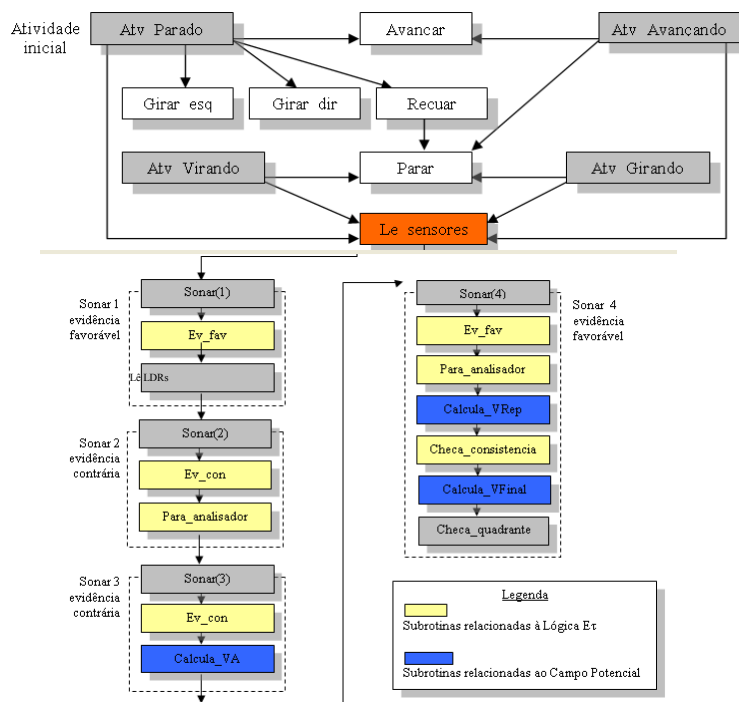 Atividade
inicial
Atv Parado
Avancar
Atv Avançando
Girar esq
Girar dir
Recuar
Atv Virando
Parar
Atv Girando
Le sensores
Sonar 1
evidência
favorável
Sonar(1)
Ev_fav
Lê LDRs
Sonar 2
evidência
contrária
Sonar(2)
Ev_con
Para_analisador
Sonar 3
evidência
contrária
Sonar(3)
Ev_con
Calcula_VA
Sonar(4)
Ev_fav
Para_analisador
Calcula_VRep
Checa_consistencia
Calcula_VFinal
Checa_quadrante
Sonar 4
evidência
favorável
Legenda
Subrotinas relacionadas à Lógica Eτ
Subrotinas relacionadas ao Campo Potencial